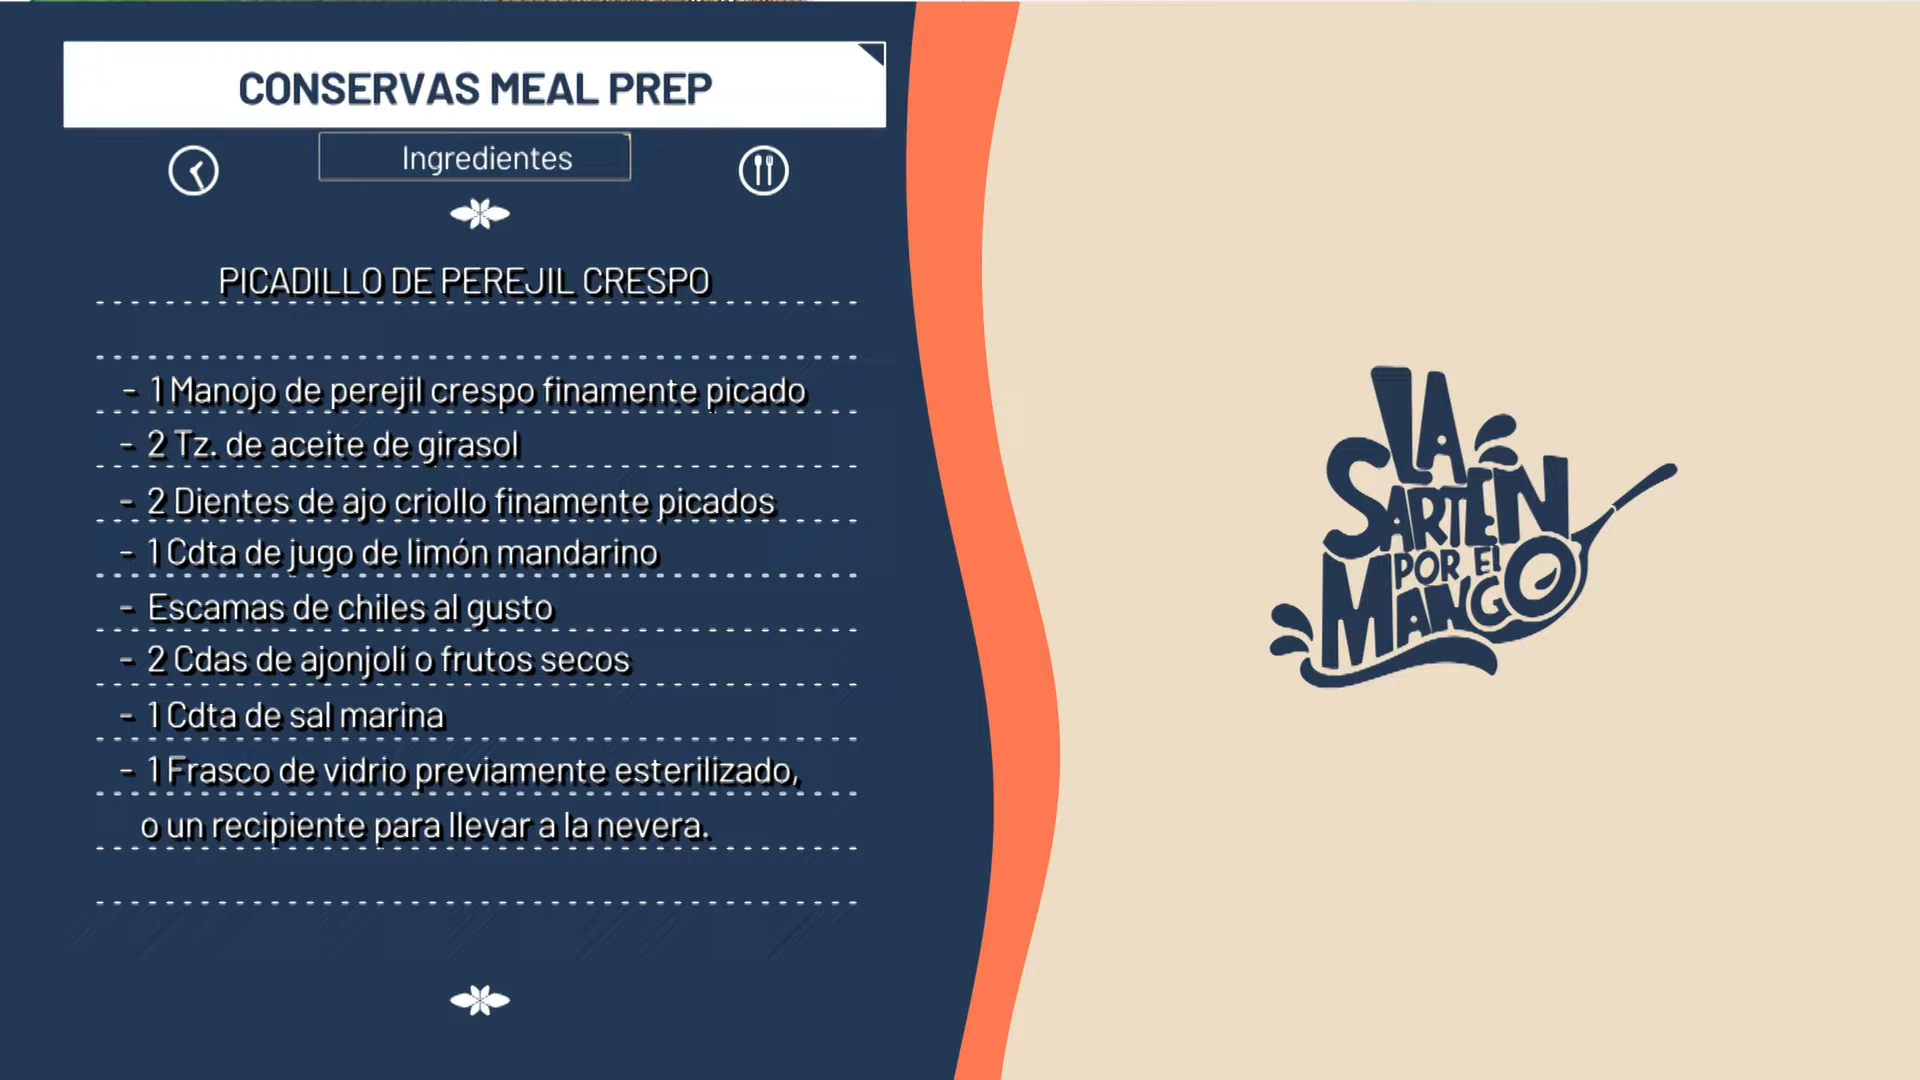 CONSERVAS MEAL PREP
Ingredientes
PICADILLO DE PEREJIL CRESPO
- 1 Manojo de perejil crespo finamente picado
- 2 Tz. de aceite de girasol
- 2 Dientes de ajo criollo finamente picados
- 1 Cdta de jugo de limón mandarino
- Escamas de chiles al gusto
- 2 Cdas de ajonjolí o frutos secos
- 1 Cdta de sal marina
- 1 Frasco de vidrio previamente esterilizado,
o un recipiente para llevar a la nevera.
LA
SARTÉN
POR El
MANGO